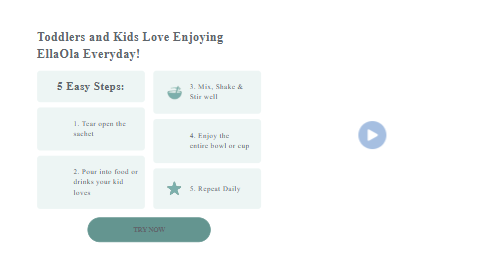 Toddlers and Kids Love Enjoying
EllaOla Everyday!
5 Easy Steps:
1. Tear open the
sachet
2. Pour into food or
drinks your kid
loves
3. Mix, Shake &
Stir well
4. Enjoy the
entire bowl or cup
5. Repeat Daily
TRY NOW